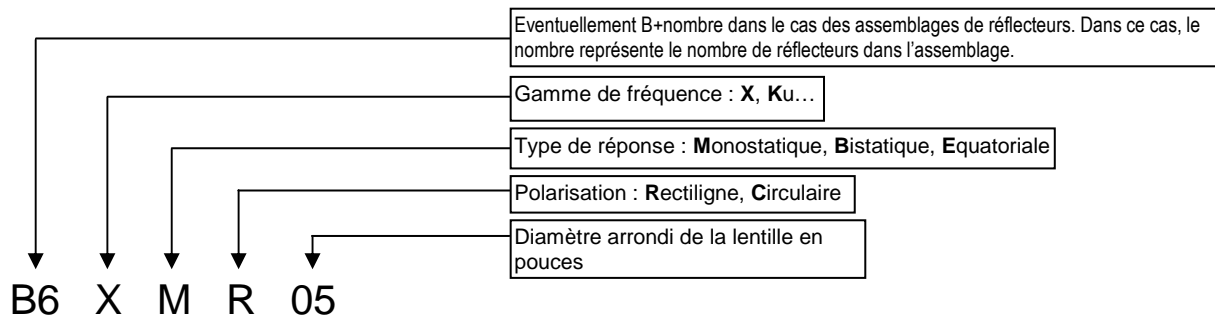 Eventuellement B+nombre dans le cas des assemblages de réflecteurs. Dans ce cas, le
nombre représente le nombre de réflecteurs dans l’assemblage.
Gamme de fréquence : X, Ku…
Type de réponse : Monostatique, Bistatique, Equatoriale
Polarisation : Rectiligne, Circulaire
Diamètre arrondi de la lentille en
pouces
B6 X M R 05